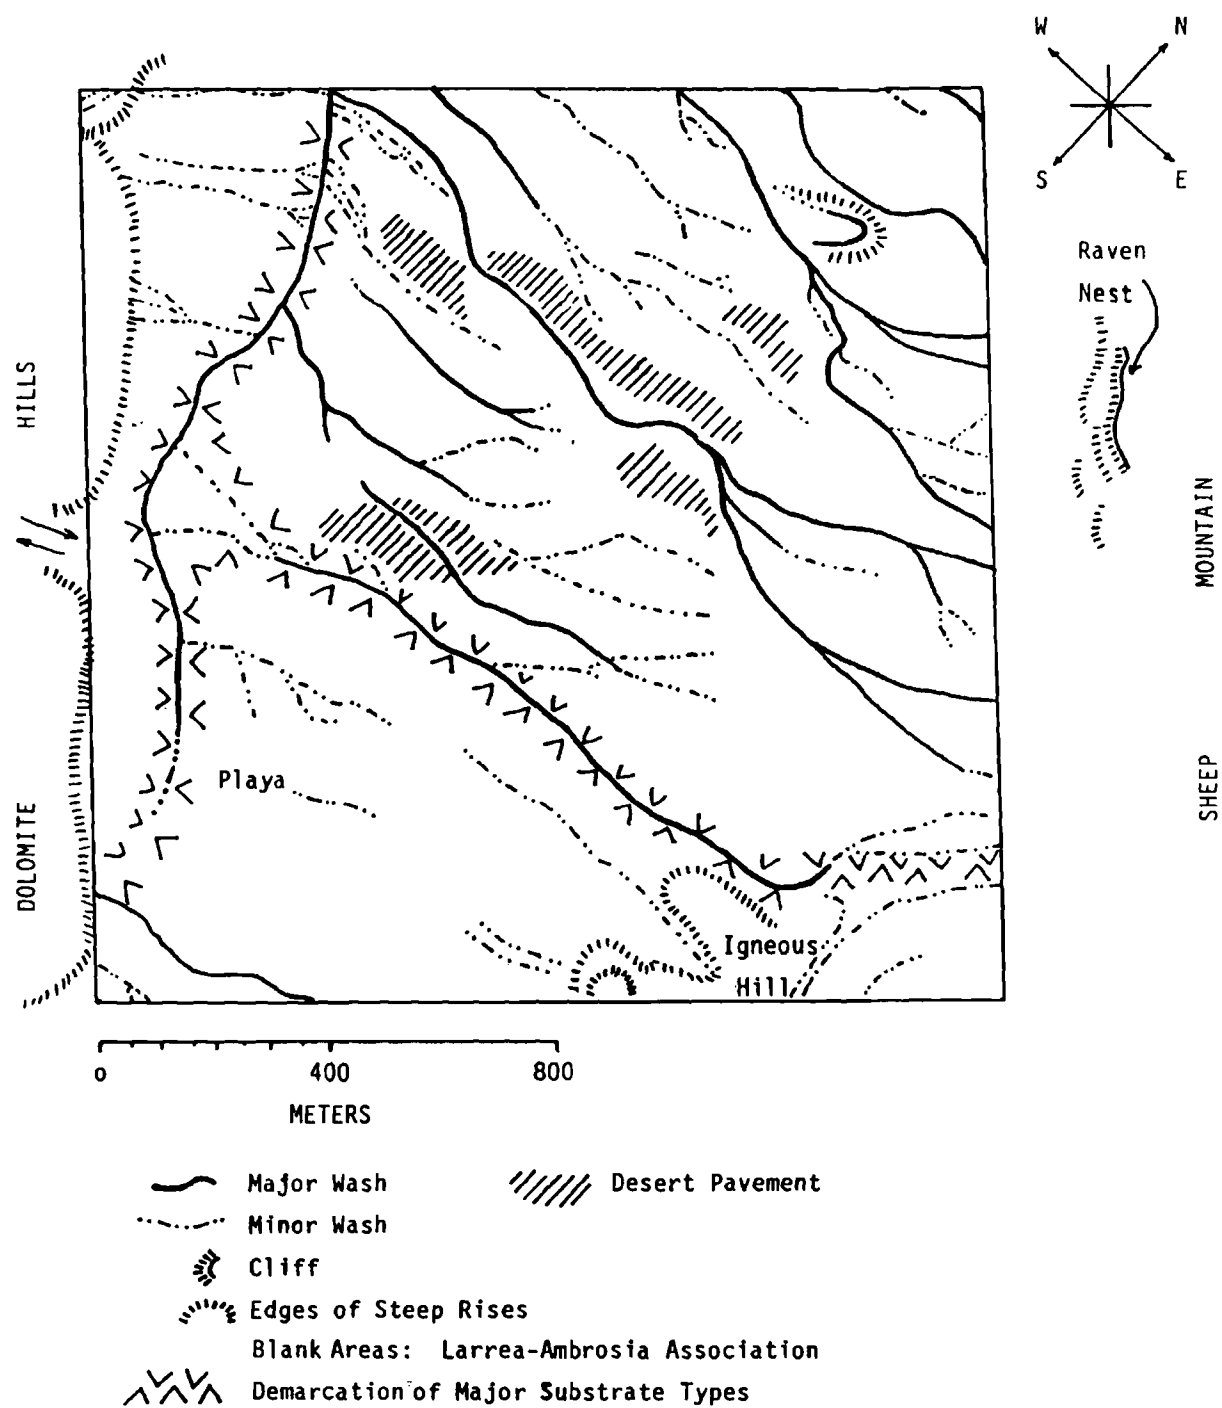 W
N
S
E
Raven
Nest
HILLS
MOUNTAIN
Playa
SHEEP
DOLOMITE
Igneous
Hill
0
400
800
METERS
Major Wash
Desert Pavement
Minor Wash
Cliff
Edges of Steep Rises
Blank Areas: Larrea-Ambrosia Association
Demarcation of Major Substrate Types